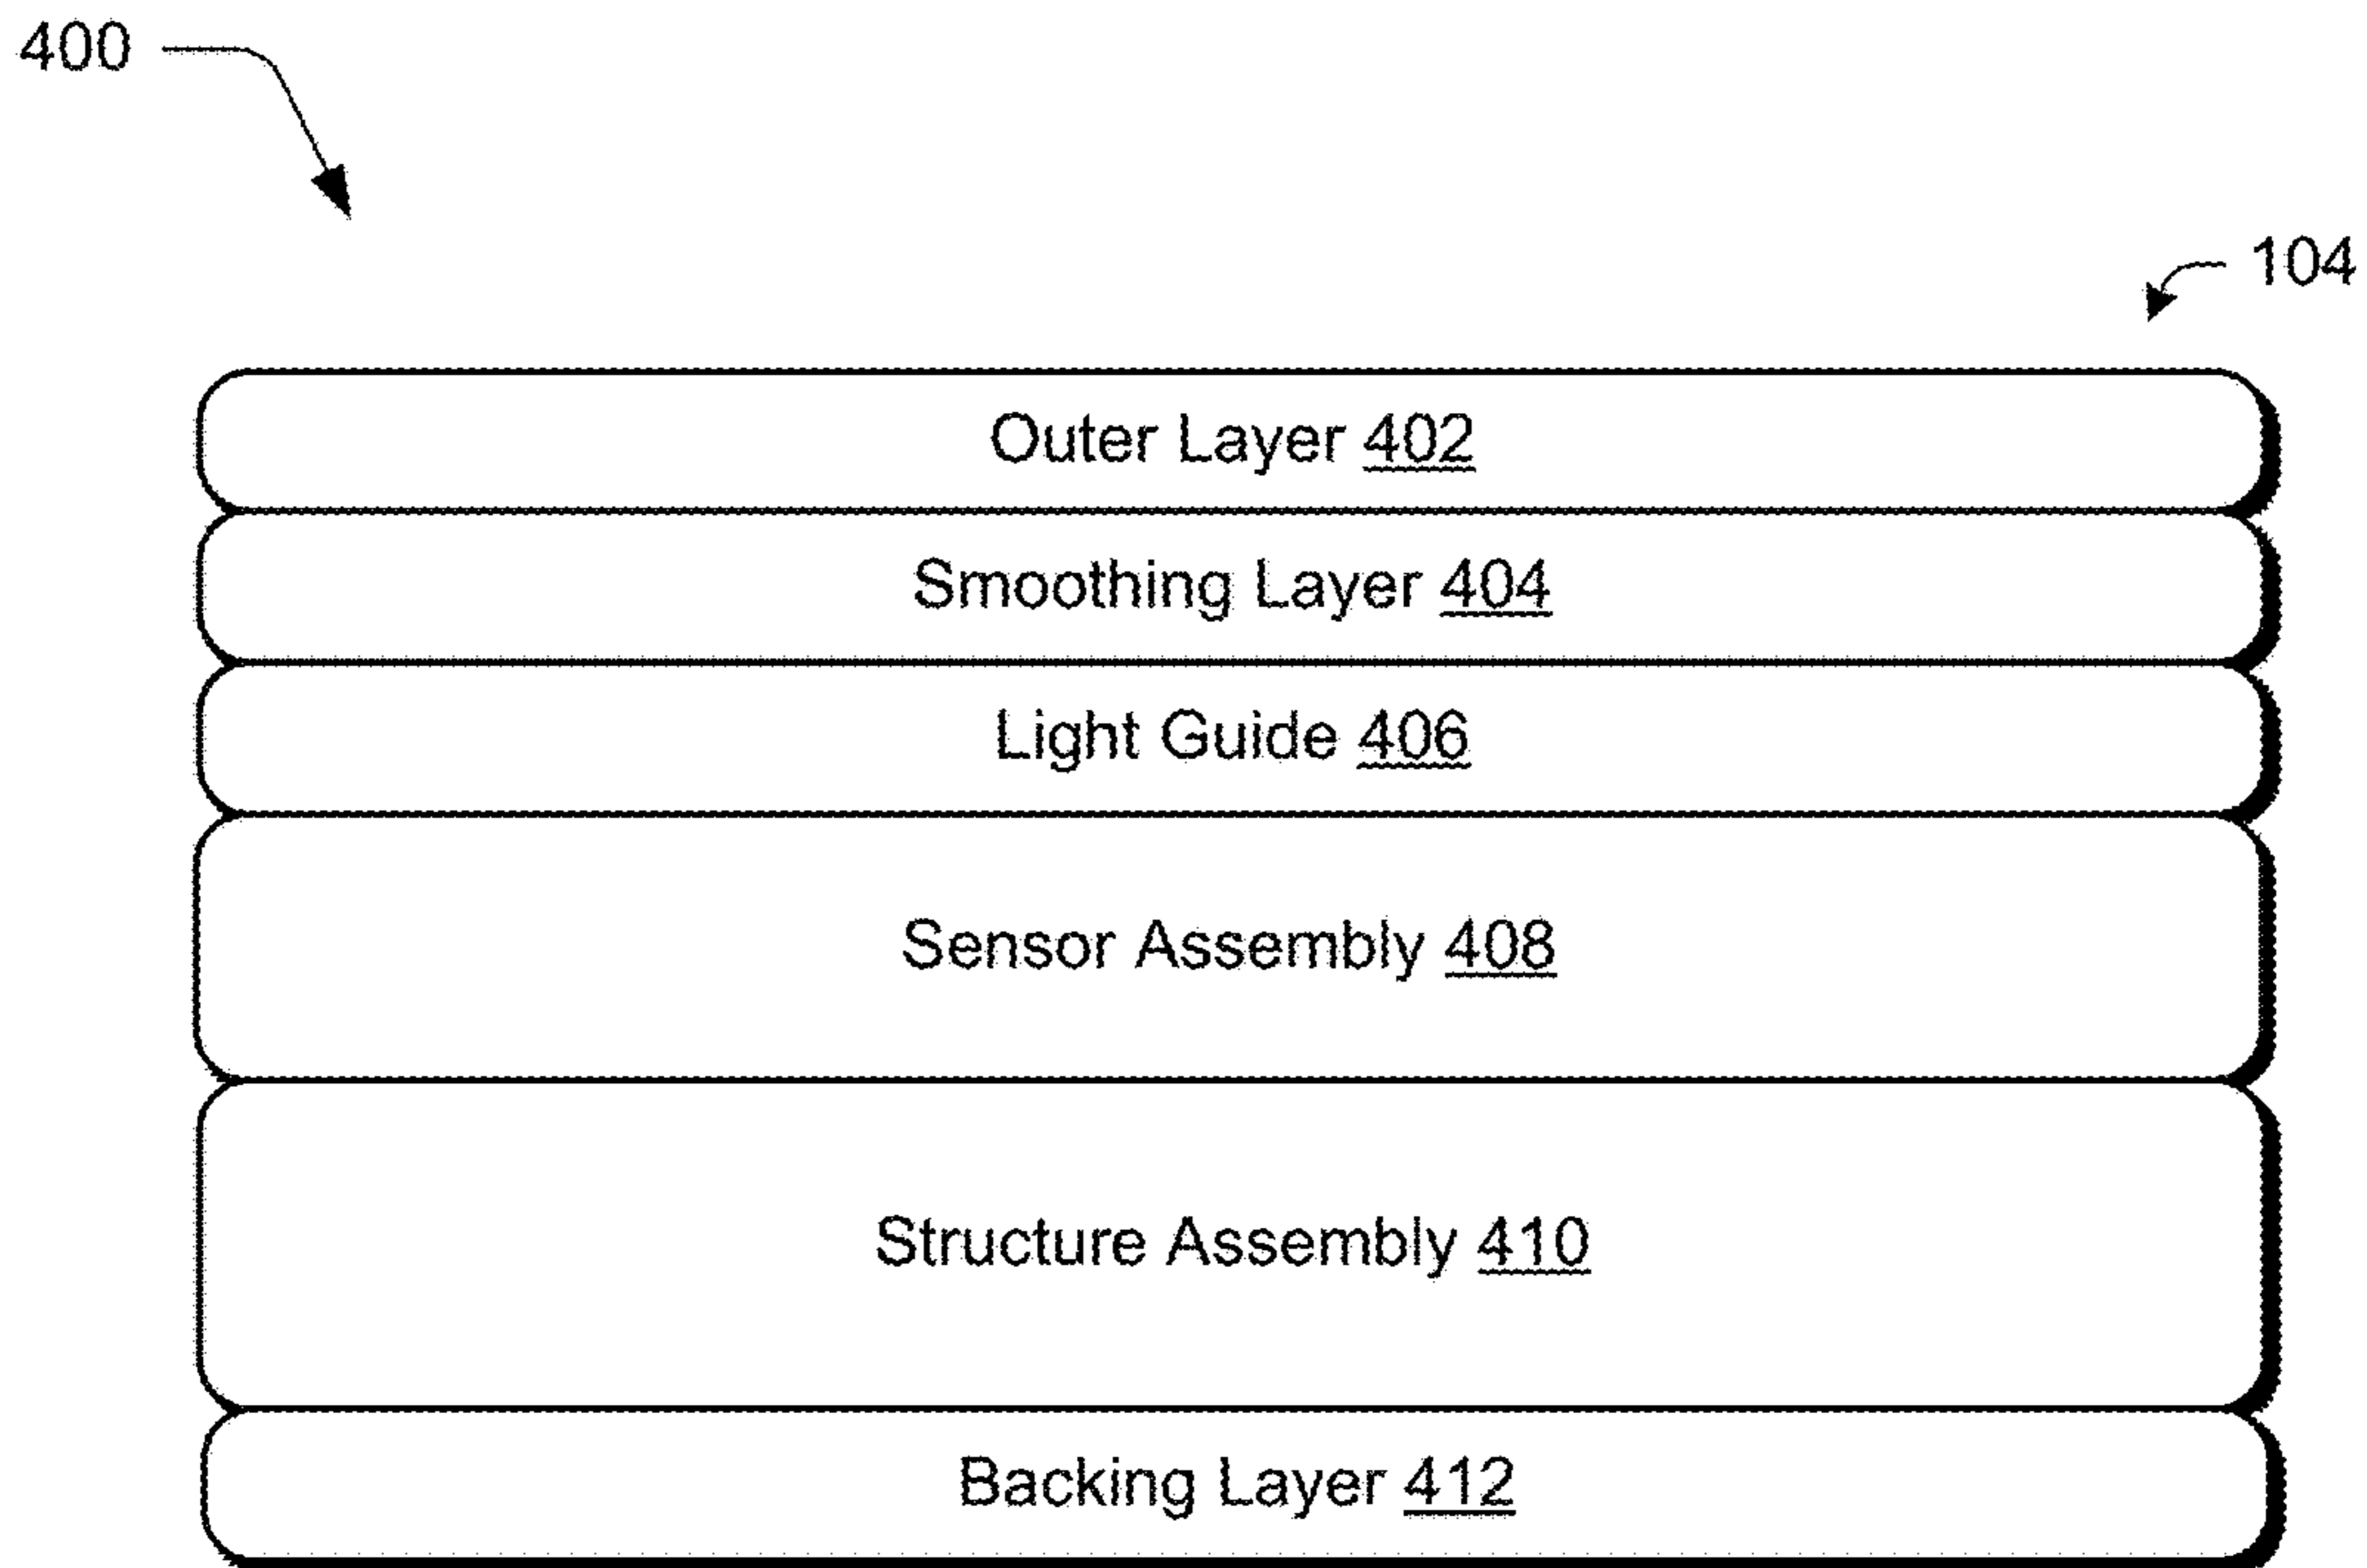 400
104
Outer Layer 402
Smoothing Layer 404
Light Guide 406
Sensor Assembly 408
Structure Assembly 410
Backing Layer 412